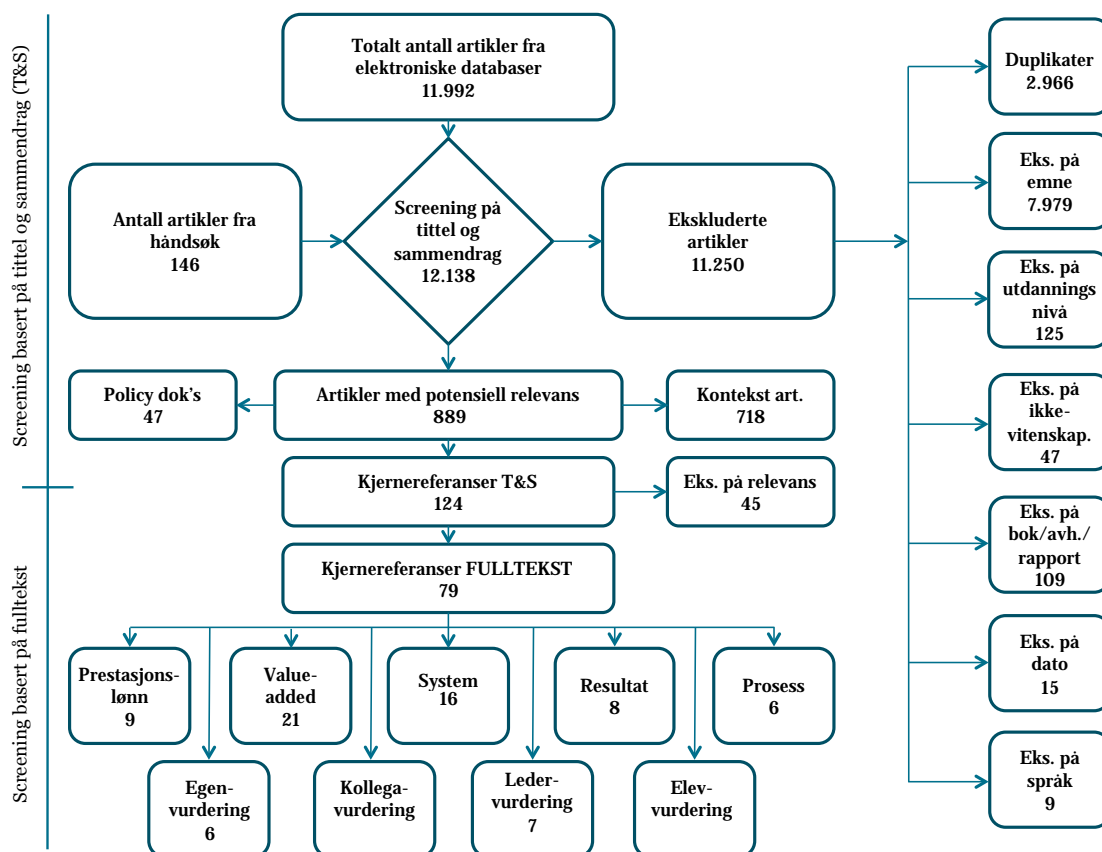 Screening basert på tittel og sammendrag (T&S)
Screening basert på fulltekst
Totalt antall artikler fra
elektroniske databaser
11.992
Antall artikler fra
håndsøk
146
Screening på
tittel og
sammendrag
12.138
Ekskluderte
artikler
11.250
Duplikater
2.966
Eks. på
emne
7.979
Eks. på
utdannings
nivå
125
Eks. på
ikke-
vitenskap.
47
Eks. på
bok/avh./
rapport
109
Eks. på
dato
15
Eks. på
språk
9
Policy dok's
47
Artikler med potensiell relevans
889
Kontekst art.
718
Kjernereferanser T&S
124
Eks. på relevans
45
Kjernereferanser FULLTEKST
79
Prestasjons-
lønn
9
Value-
added
21
System
16
Resultat
8
Prosess
6
Egen-
vurdering
6
Kollega-
vurdering
Leder-
vurdering
7
Elev-
vurdering